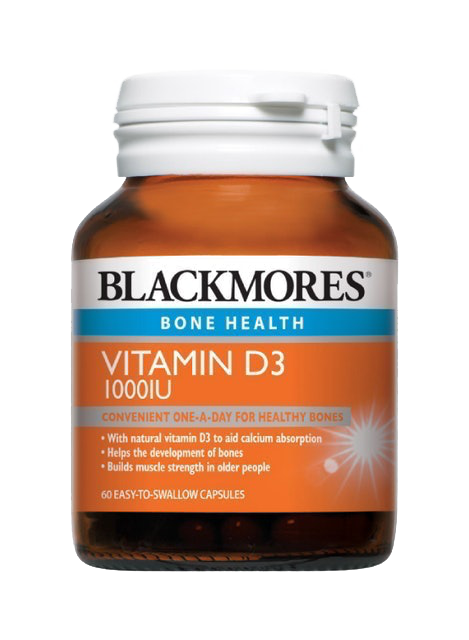 BLACKMORES®
BONE HEALTH
VITAMIN D3
1000IU
CONVENIENT ONE-A-DAY FOR HEALTHY BONES
• With natural vitamin D3 to aid calcium absorption
• Helps the development of bones
• Builds muscle strength in older people
60 EASY-TO-SWALLOW CAPSULES